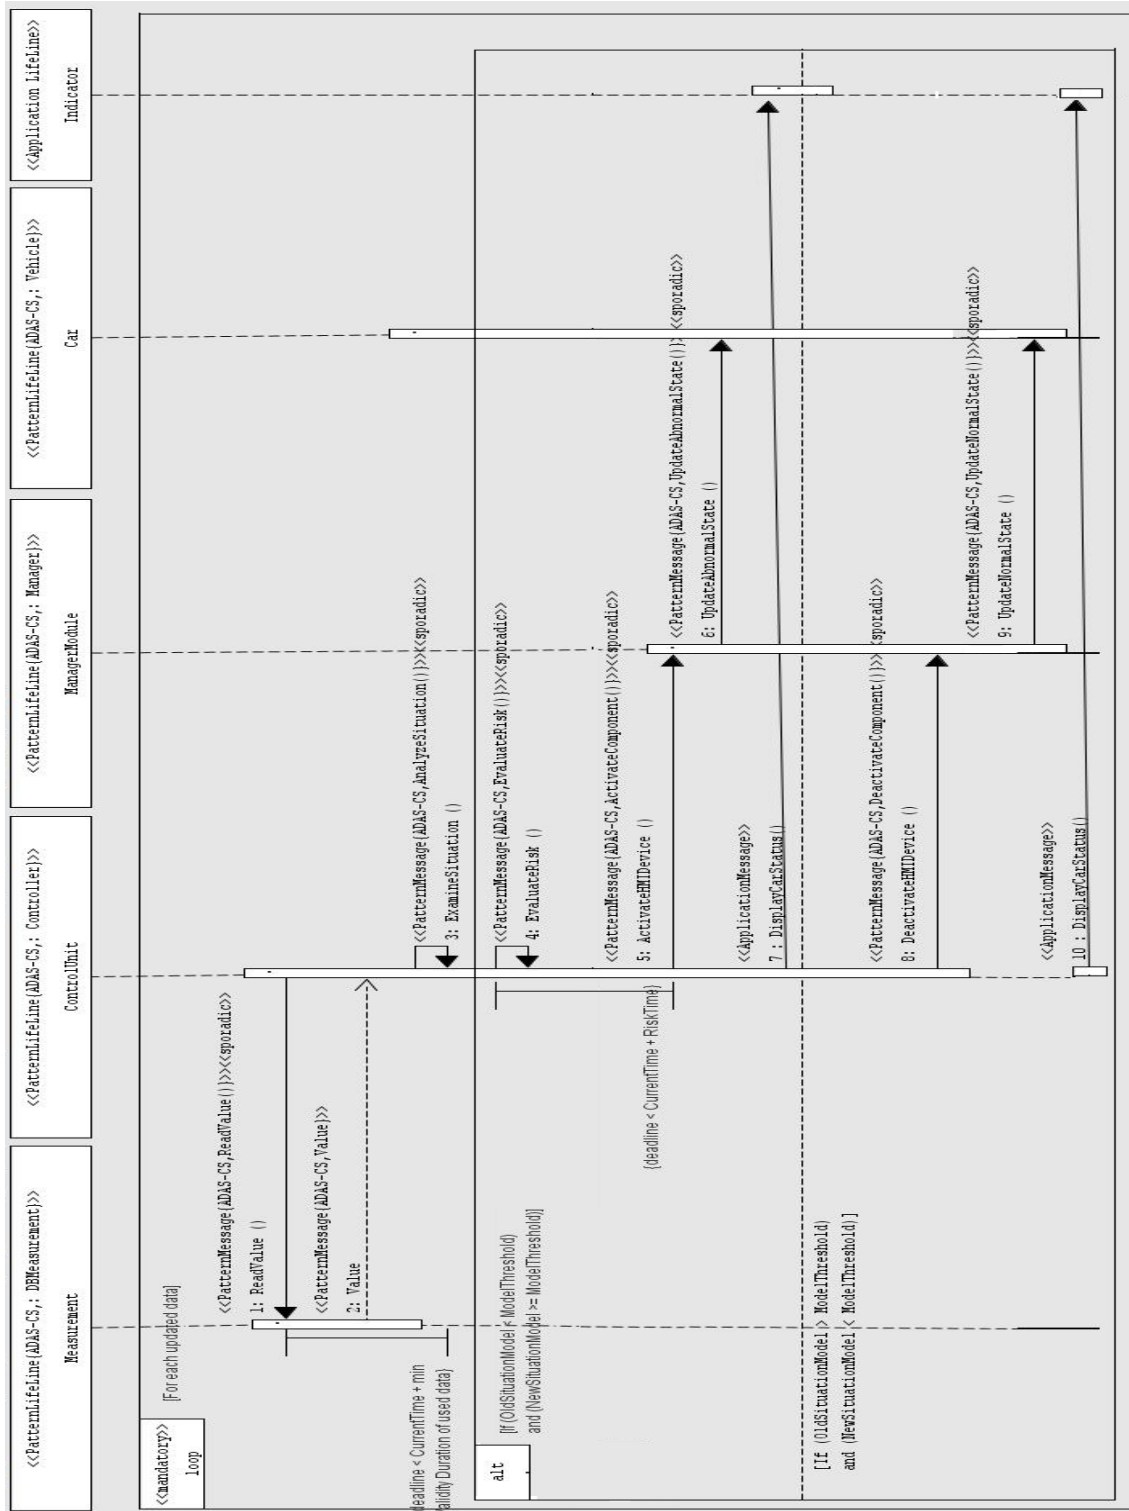 <<PatternLifeLine{ADAS-CS,: DBMeasurement}>>
Measurement
<<PatternLifeLine{ADAS-CS,: Controller}>>
ControlUnit
<<PatternLifeLine{ADAS-CS,: Manager}>>
ManagerModule
<<PatternLifeLine{ADAS-CS,: Vehicle}>>
Car
<<Application LifeLine>>
Indicator
<<mandatory>>
loop
[For each updated data]
<<PatternMessage{ADAS-CS,ReadValue()}>><<sporadic>>
1: ReadValue ()
<<PatternMessage{ADAS-CS,Value}>>
2: Value
deadline < CurrentTime + min
alidity Duration of used data}
<<PatternMessage{ADAS-CS,AnalyzeSituation()}>><<sporadic>>
3: ExamineSituation ()
alt
[If (OldSituationModel < ModelThreshold)
and (NewSituationModel >= ModelThreshold)]
<<PatternMessage{ADAS-CS,EvaluateRisk()}>><<sporadic>>
4: EvaluateRisk ()
<<PatternMessage{ADAS-CS,ActivateComponent()}>><<sporadic>>
5: ActivateHMIDevice ()
{deadline < CurrentTime + RiskTime}
<<PatternMessage{ADAS-CS,UpdateAbnormalState()}> <<sporadic>>
6: UpdateAbnormalState ()
<<ApplicationMessage>>
7 : DisplayCarStatus()
[If (OldSituationModel > ModelThreshold)
and (NewSituationModel < ModelThreshold)]
<<PatternMessage{ADAS-CS,DeactivateComponent()}>> <sporadic>>
8: DeactivateHMIDevice ()
<<PatternMessage{ADAS-CS,UpdateNormalState()}>><<sporadic>>
9: UpdateNormalState ()
<<ApplicationMessage>>
10 : DisplayCarStatus()